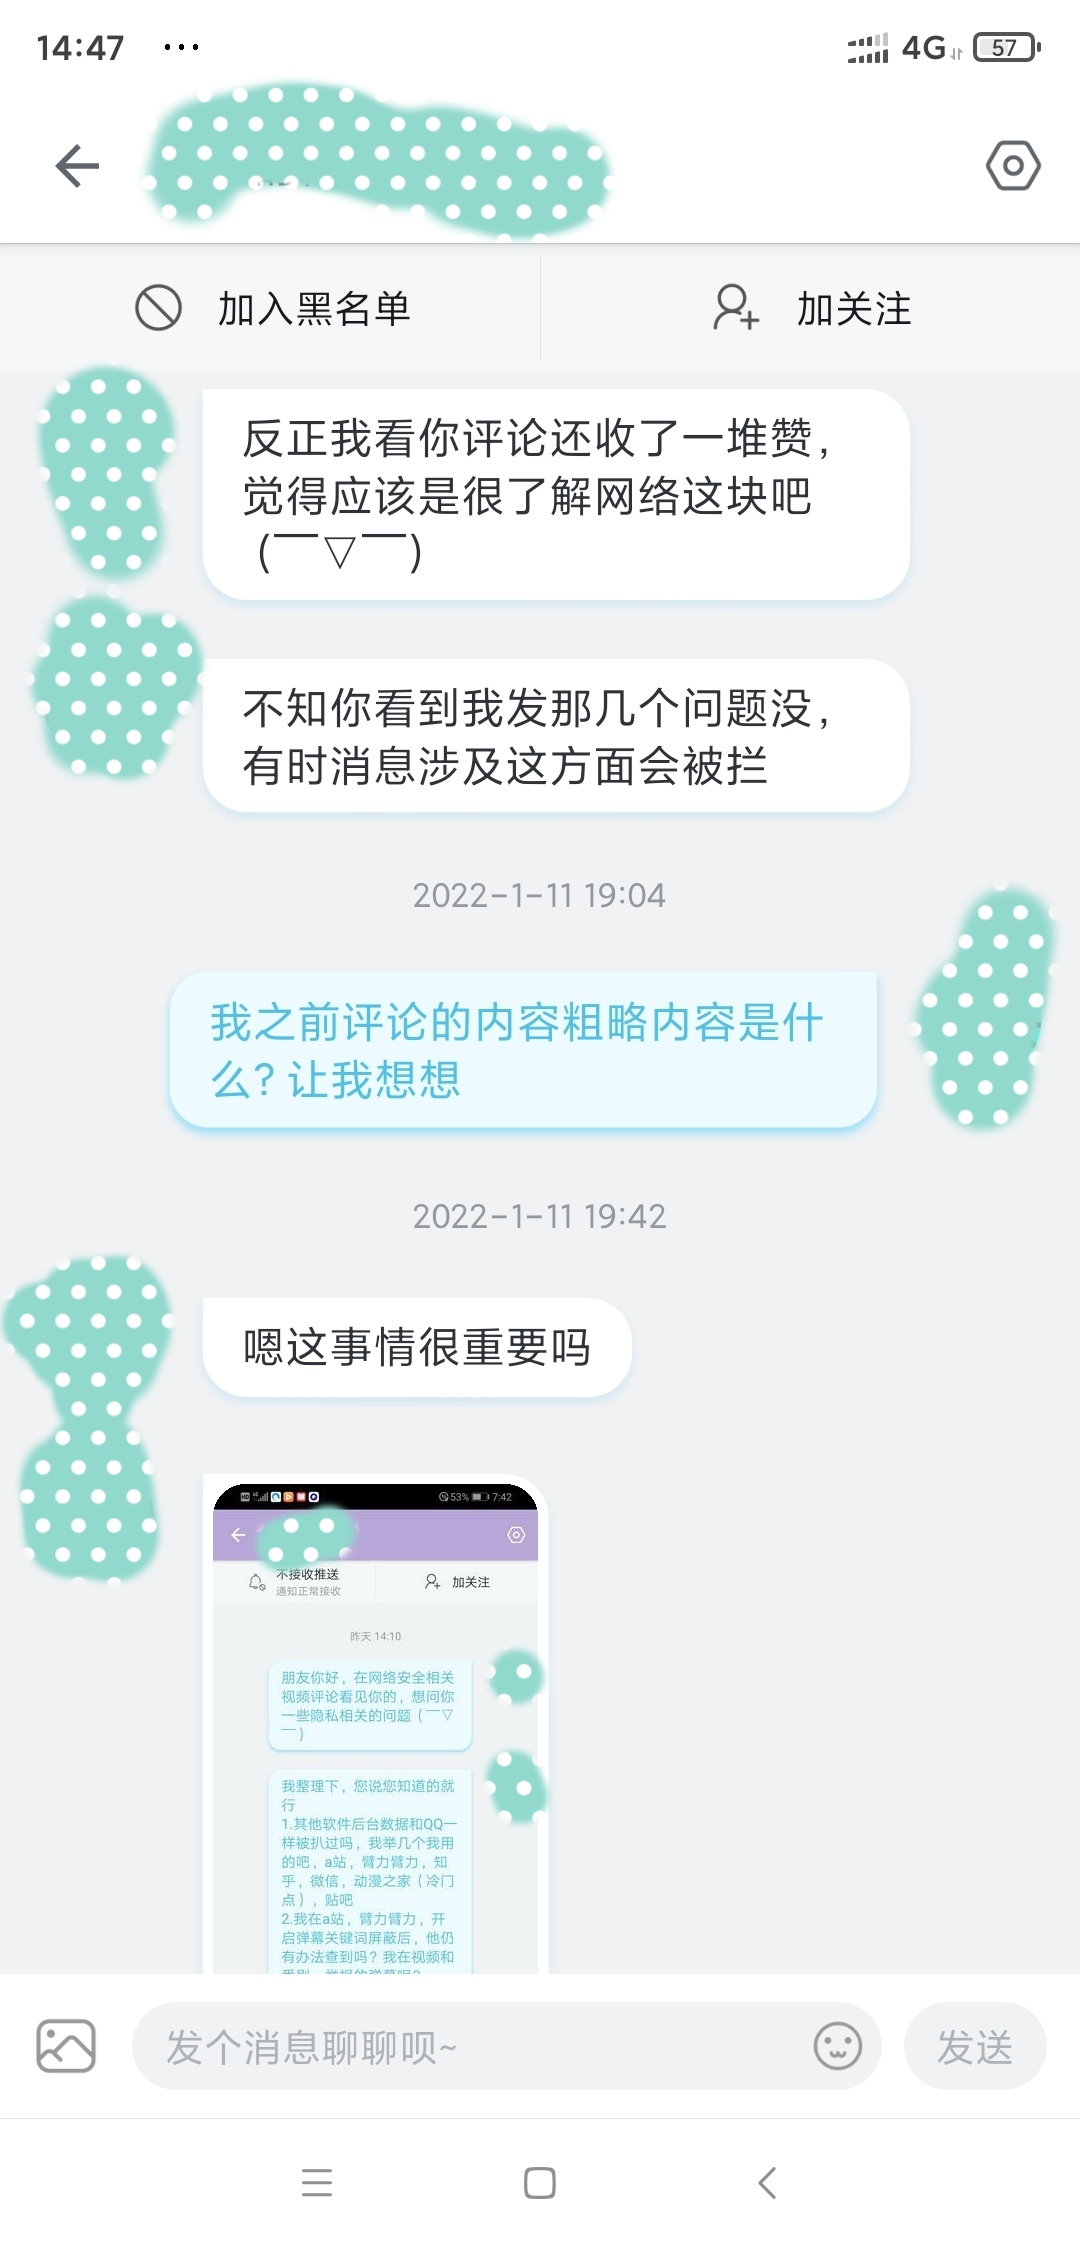 14:47
4G
57
加入黑名单
加关注
反正我看你评论还收了一堆赞,
觉得应该是很了解网络这块吧
(￣▽￣)
不知你看到我发那几个问题没,
有时消息涉及这方面会被拦
2022-1-11 19:04
我之前评论的内容粗略内容是什
么? 让我想想
2022-1-11 19:42
嗯这事情很重要吗
53%
7:42
不接收推送
通知正常接收
加关注
昨天 14:10
朋友你好，在网络安全相关
视频评论看见你的，想问你
一些隐私相关的问题（￣▽
￣）
我整理下，您说您知道的就
行
1.其他软件后台数据和QQ一
样被扒过吗，我举几个我用
的吧，a站，臂力臂力，知
乎，微信，动漫之家（冷门
点），贴吧
2.我在a站，臂力臂力，开
启弹幕关键词屏蔽后，他仍
有办法查到吗？我在视频和
发个消息聊聊呗~
发送